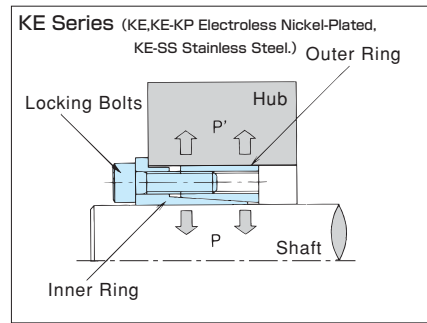 KE Series (KE,KE-KP Electroless Nickel-Plated,
KE-SS Stainless Steel.)
Outer Ring
Locking Bolts
Hub
P'
P
Shaft
Inner Ring